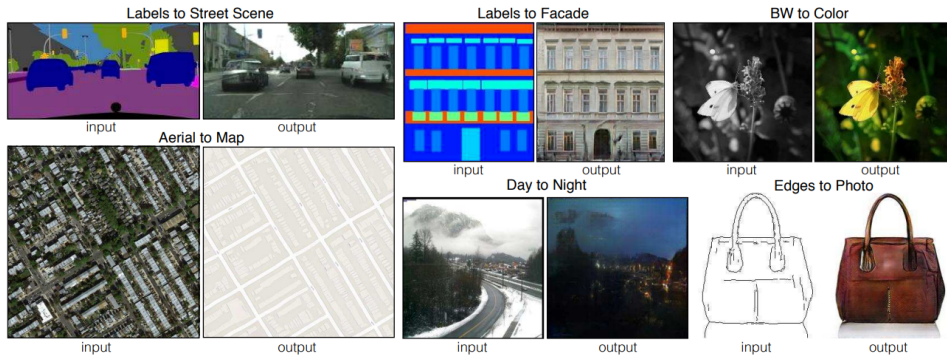 Labels to Street Scene
input
output
Aerial to Map
input
output
Labels to Facade
input
output
BW to Color
input
output
Day to Night
input
output
Edges to Photo
input
output